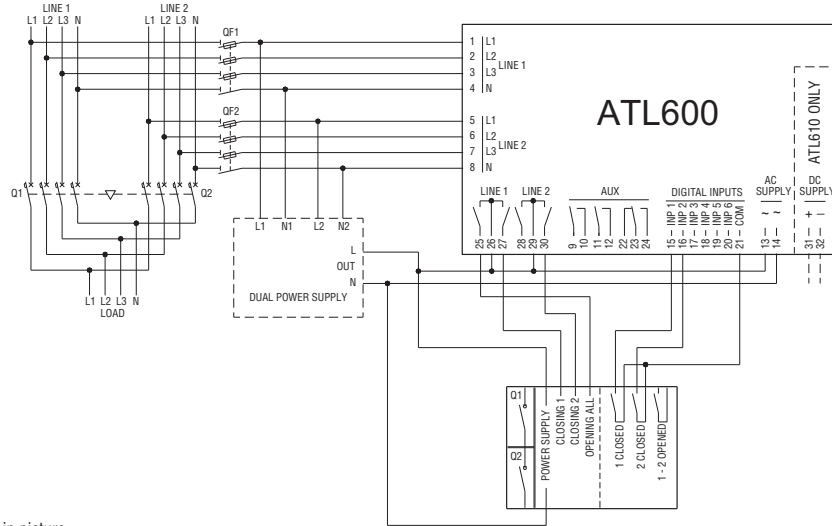 LINE 1
L1 L2 L3 N
LINE 2
L1 L2 L3 N
QF1
QF2
1 L1
2 L2
3 L3
4 N
LINE 1
5 L1
6 L2
7 L3
8 N
LINE 2
ATL600
ATL610 ONLY
LINE 1
LINE 2
AUX
DIGITAL INPUTS
AC SUPPLY
DC SUPPLY
25
26
27
28
29
30
9
10
11
12
22
23
24
15 - INP 1
16 - INP 2
17 - INP 3
18 - INP 4
19 - INP 5
20 - INP 6
21 - COM
13 ~
14 ~
31 +
32 –
Q1
Q2
L1 L2 L3 N
LOAD
L1 N1 L2 N2
L
OUT
N
DUAL POWER SUPPLY
Q1
Q2
POWER SUPPLY
CLOSING 1
CLOSING 2
OPENING ALL
1 CLOSED
2 CLOSED
1 - 2 OPENED